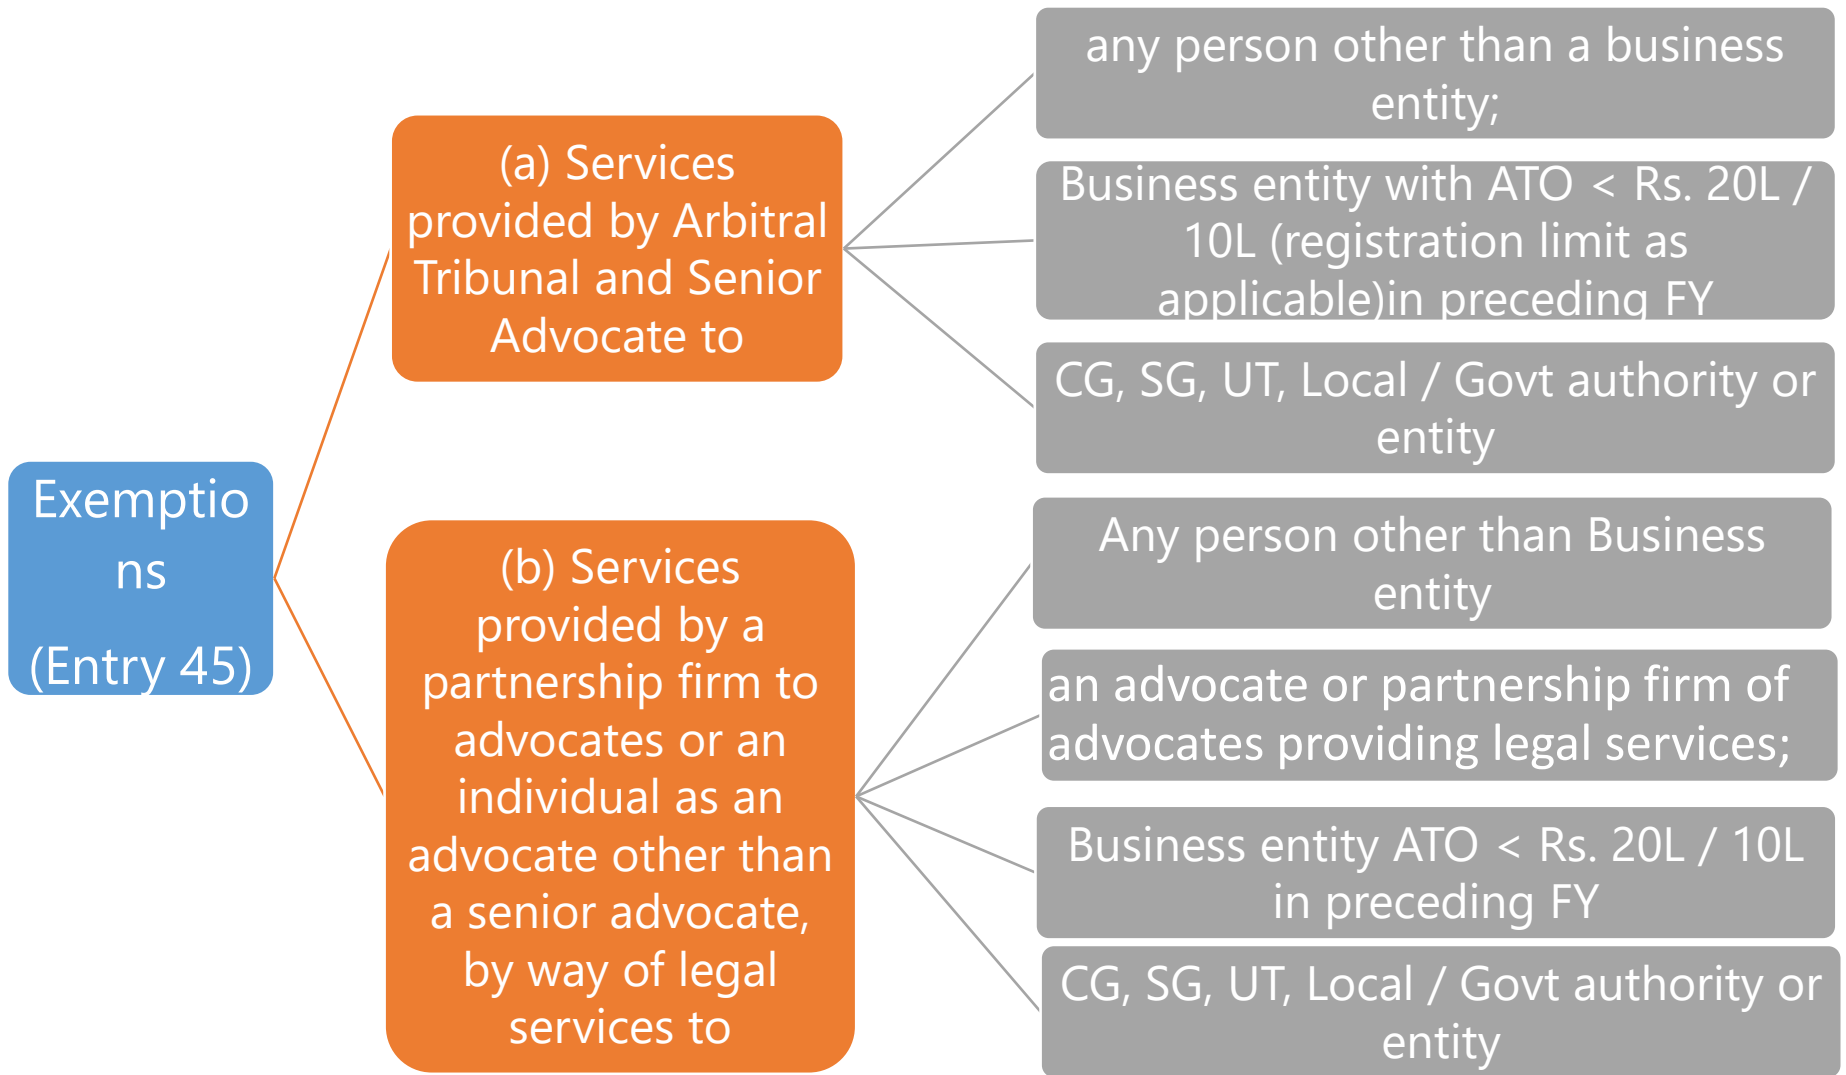 Exemptio
ns
(Entry 45)
(a) Services
provided by Arbitral
Tribunal and Senior
Advocate to
any person other than a business
entity;
Business entity with ATO < Rs. 20L /
10L (registration limit as
applicable)in preceding FY
CG, SG, UT, Local / Govt authority or
entity
(b) Services
provided by a
partnership firm to
advocates or an
individual as an
advocate other than
a senior advocate,
by way of legal
services to
Any person other than Business
entity
an advocate or partnership firm of
advocates providing legal services;
Business entity ATO < Rs. 20L / 10L
in preceding FY
CG, SG, UT, Local / Govt authority or
entity